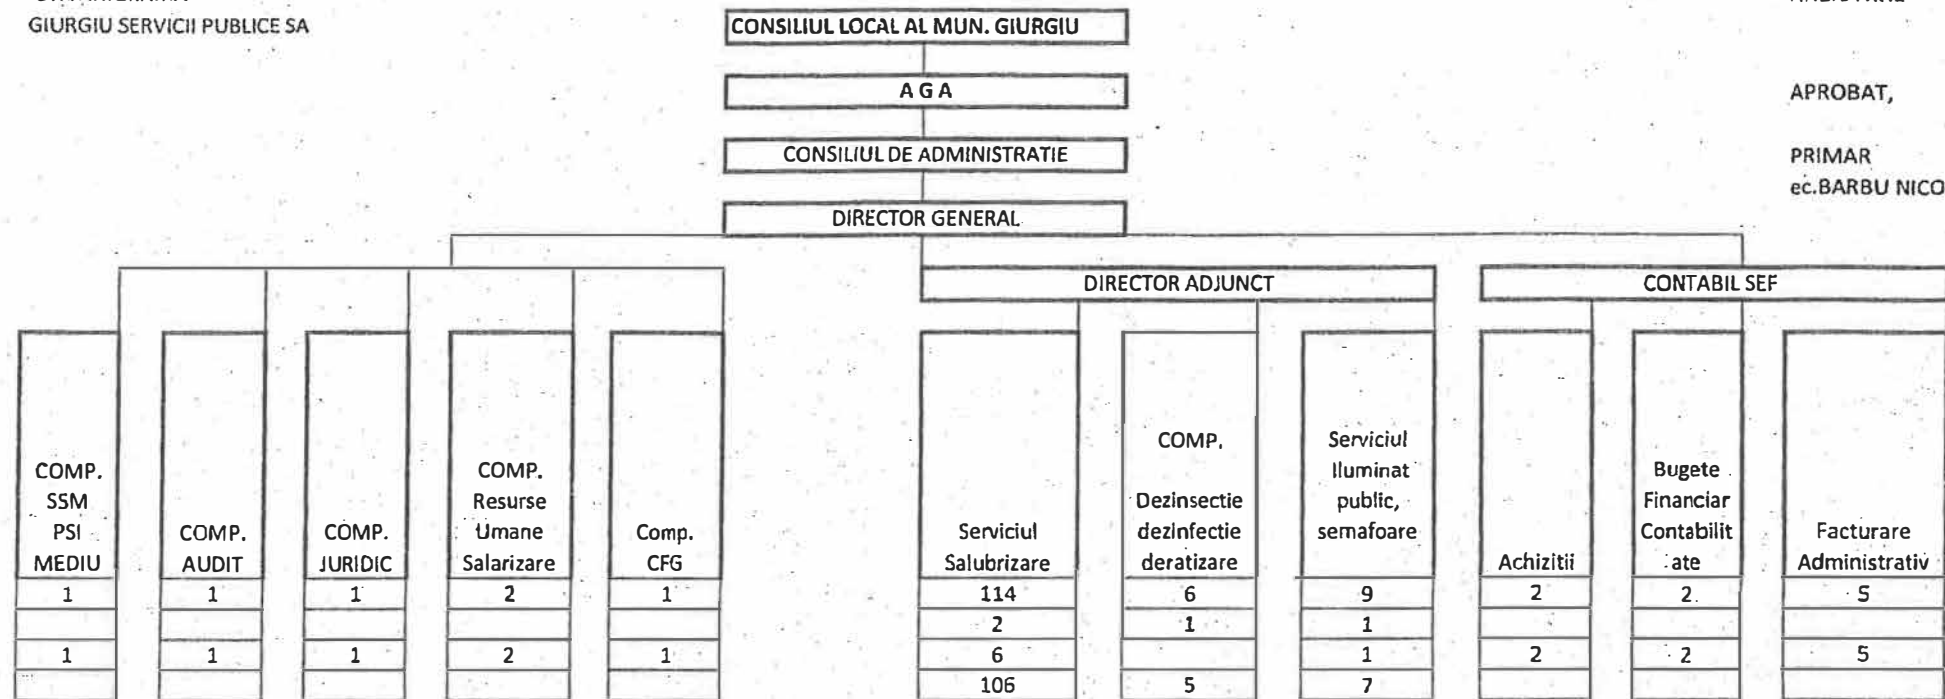 GIURGIU SERVICII PUBLICE SA
CONSILIUL LOCAL AL MUN. GIURGIU
A G A
APROBAT,
CONSILIUL DE ADMINISTRATIE
PRIMAR
ec.BARBU NICO
DIRECTOR GENERAL
DIRECTOR ADJUNCT
CONTABIL SEF
COMP.
SSM
PSI
MEDIU
COMP.
AUDIT
COMP.
JURIDIC
COMP.
Resurse
Umane
Salarizare
Comp.
CFG
Serviciul
Salubrizare
COMP.
Dezinsectie
dezinfectie
deratizare
Serviciul
Iluminat
public,
semafoare
Achizitii
Bugete
Financiar
Contabilit
ate
Facturare
Administrativ
1 1 1 2 1 114 6 9 2 2 5
2 1 1
1 1 1 2 1 6 1 2 2 5
106 5 7